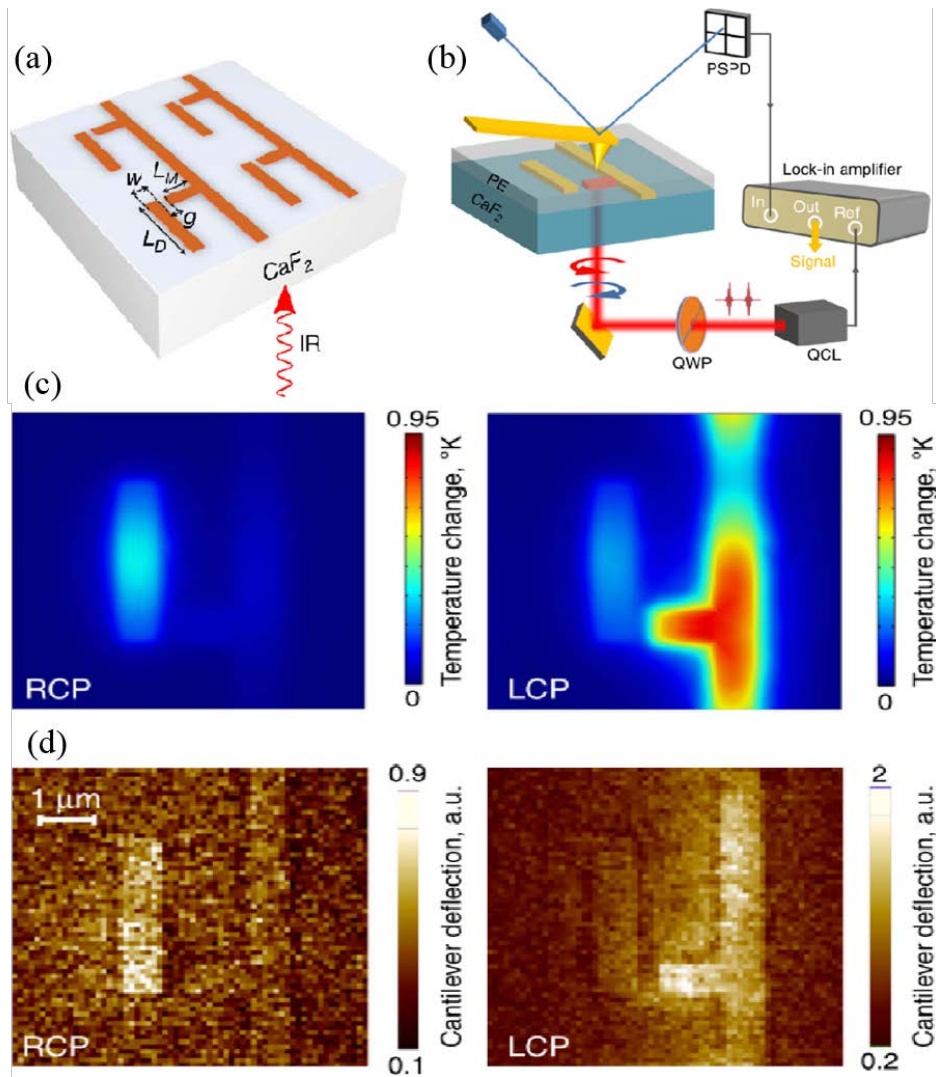 (a)
L_M
w
g
L_D
CaF₂
IR
(b)
PSPD
PE
CaF₂
Lock-in amplifier
In
Out
Ref
Signal
QWP
QCL
(c)
0.95
Temperature change, °K
0
RCP
0.95
Temperature change, °K
0
LCP
(d)
1 μm
0.9
Cantilever deflection, a.u.
0.1
RCP
2
Cantilever deflection, a.u.
0.2
LCP